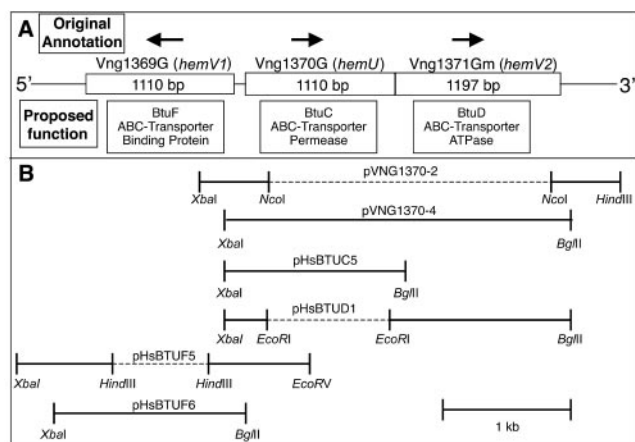 A
Original
Annotation
Vng1369G (hemV1)
Vng1370G (hemU)
Vng1371Gm (hemV2)
5'
1110 bp
1110 bp
1197 bp
3'
Proposed
function
BtuF
ABC-Transporter
Binding Protein
BtuC
ABC-Transporter
Permease
BtuD
ABC-Transporter
ATPase
B
pVNG1370-2
XbaI
NcoI
NcoI
HindIII
pVNG1370-4
XbaI
BglII
pHsBTUC5
XbaI
BglII
pHsBTUD1
XbaI
EcoRI
EcoRI
BglII
pHsBTUF5
XbaI
HindIII
HindIII
EcoRV
pHsBTUF6
XbaI
BglII
1 kb